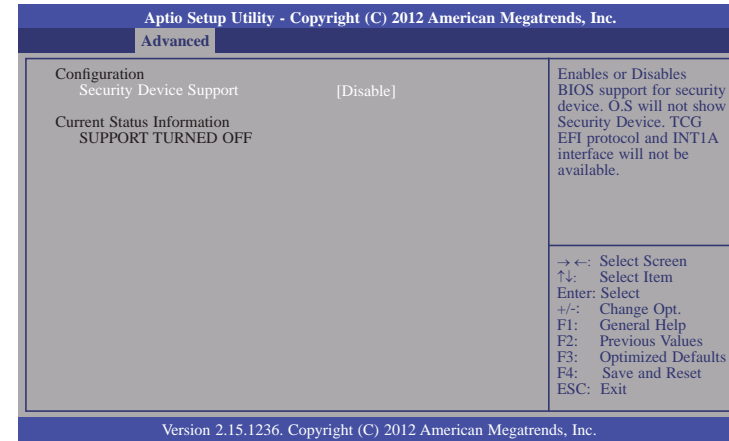 Aptio Setup Utility - Copyright (C) 2012 American Megatrends, Inc.
Advanced
Configuration
Security Device Support [Disable]
Current Status Information
SUPPORT TURNED OFF
Enables or Disables
BIOS support for security
device. O.S will not show
Security Device. TCG
EFI protocol and INT1A
interface will not be
available.
→←: Select Screen
↑↓: Select Item
Enter: Select
+/-: Change Opt.
F1: General Help
F2: Previous Values
F3: Optimized Defaults
F4: Save and Reset
ESC: Exit
Version 2.15.1236. Copyright (C) 2012 American Megatrends, Inc.